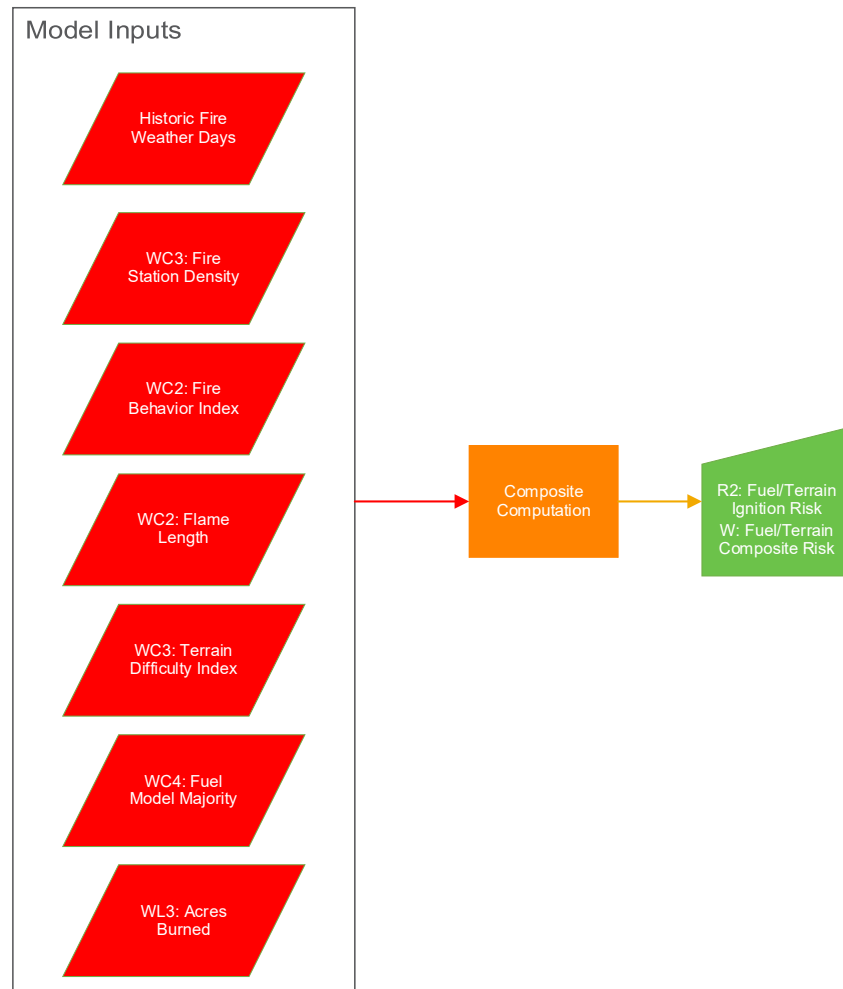 Model Inputs
Historic Fire
Weather Days
WC3: Fire
Station Density
WC2: Fire
Behavior Index
WC2: Flame
Length
WC3: Terrain
Difficulty Index
WC4: Fuel
Model Majority
WL3: Acres
Burned
Composite
Computation
R2: Fuel/Terrain
Ignition Risk
W: Fuel/Terrain
Composite Risk